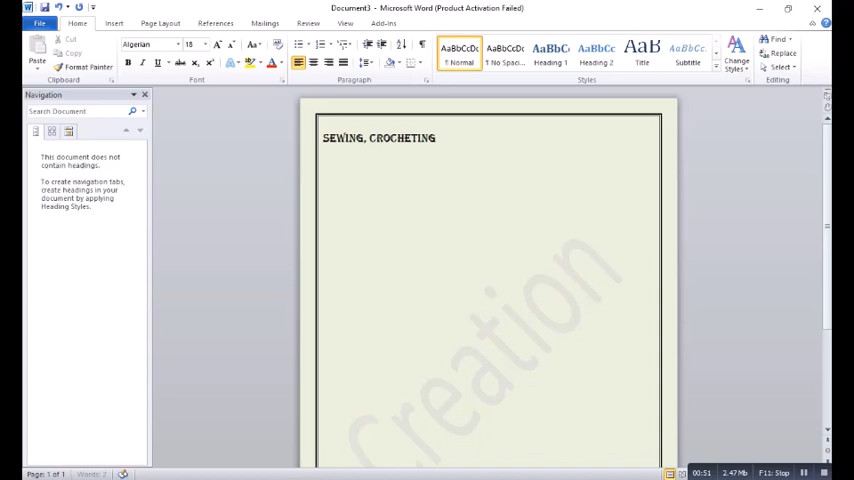 Document3 - Microsoft Word (Product Activation Failed)
File Home Insert Page Layout References Mailings Review View Add-Ins
Paste
Cut
Copy
Format Painter
Clipboard
Algerian 18
Font
Paragraph
AaBbCcDc AaBbCcDc AaBbCc AaBbCc AaB AaBbCc.
¶ Normal ¶ No Spaci... Heading 1 Heading 2 Title Subtitle
Change Styles
Styles
Find
Replace
Select
Editing
Navigation
Search Document
This document does not
contain headings.
To create navigation tabs,
create headings in your
document by applying
Heading Styles.
SEWING, CROCHETING
Creation
Page: 1 of 1 Words: 2
00:51 2.47 Mb F11: Stop